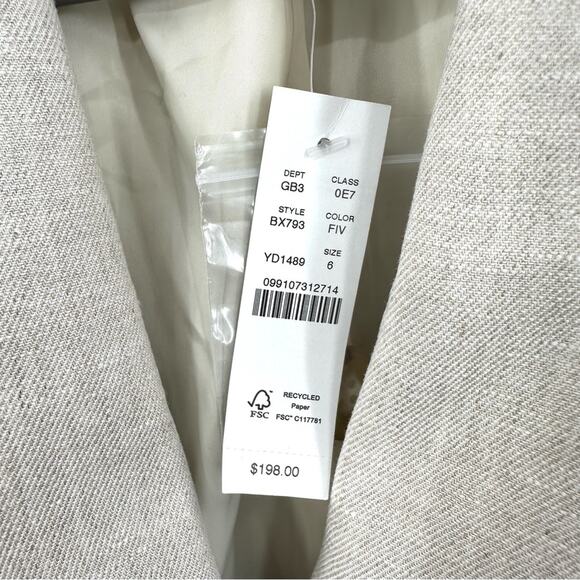 DEPT CLASS
GB3 0E7
STYLE COLOR
BX793 FIV
SIZE
YD1489 6
099107312714
RECYCLED
Paper
FSC FSC® C117781
$198.00